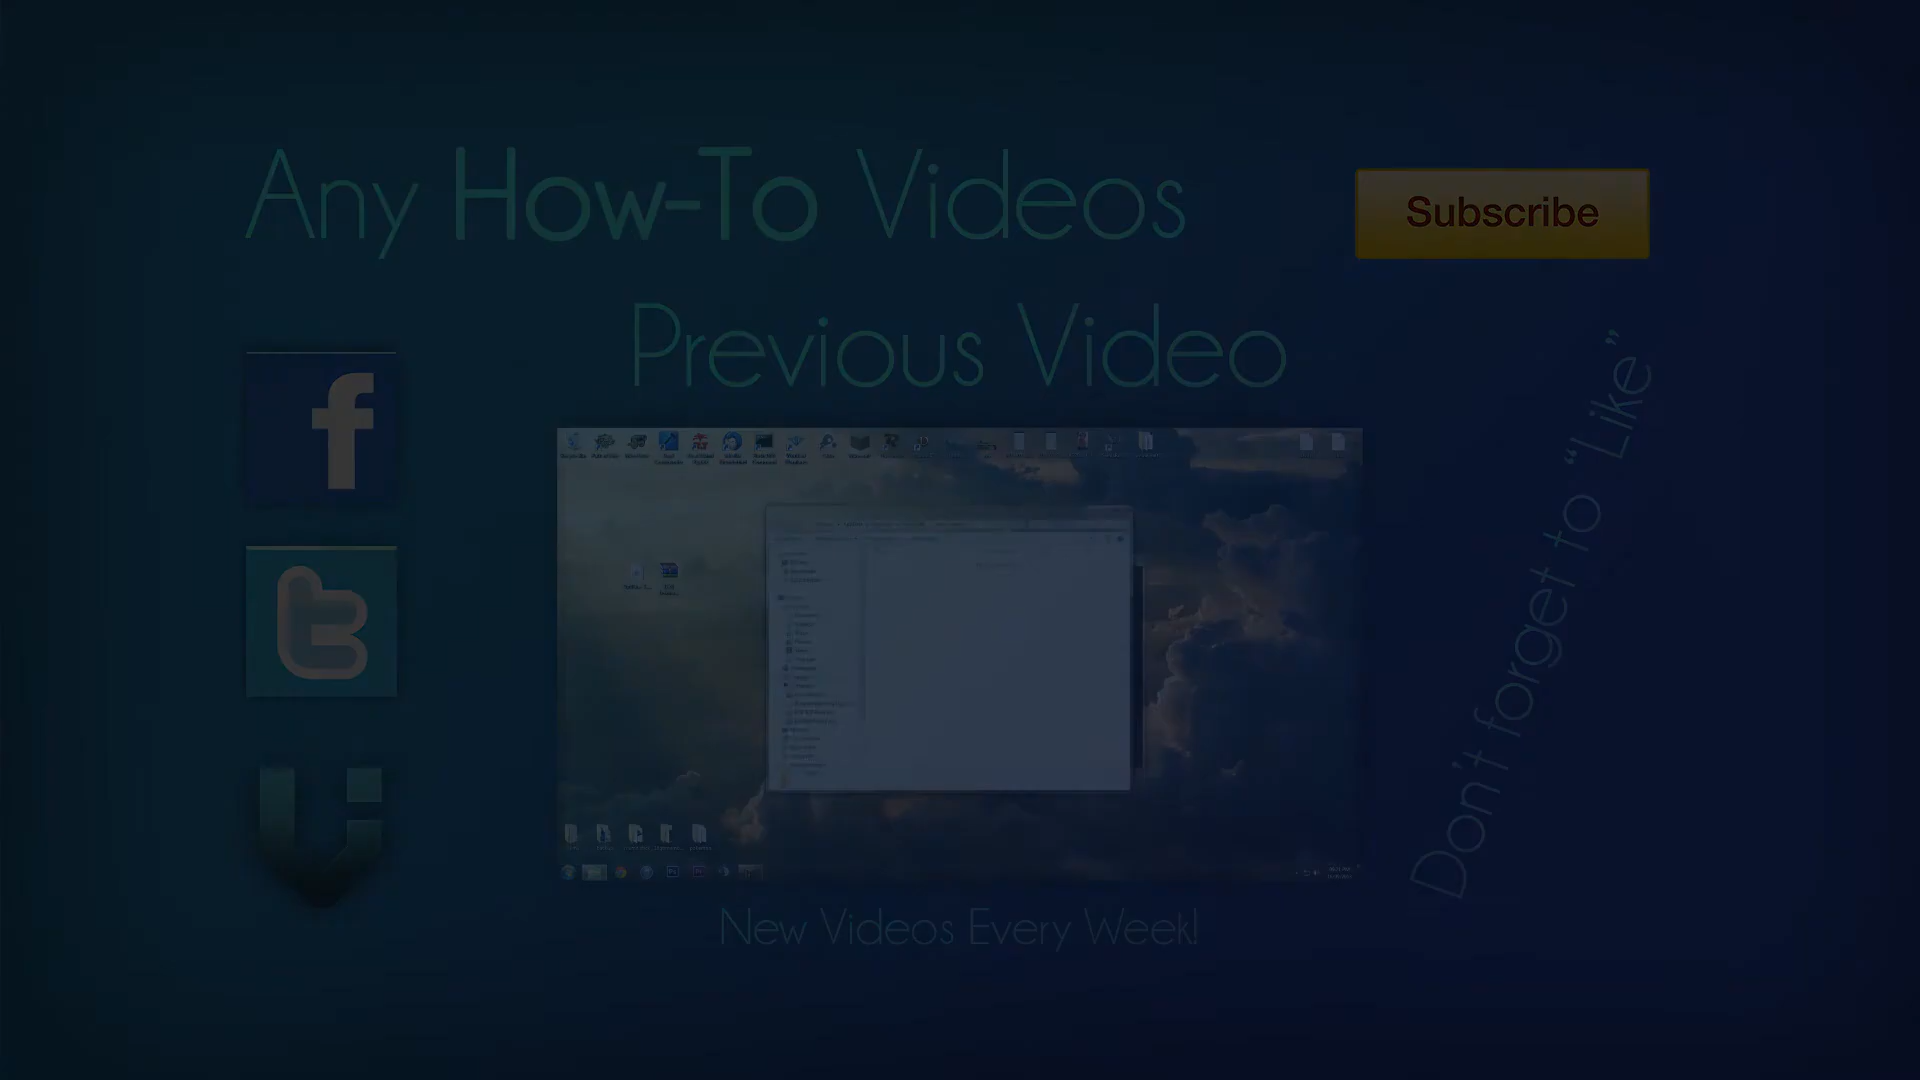 Any How-To Videos
Subscribe
Previous Video
Don't forget to “Like”
New Videos Every Week!